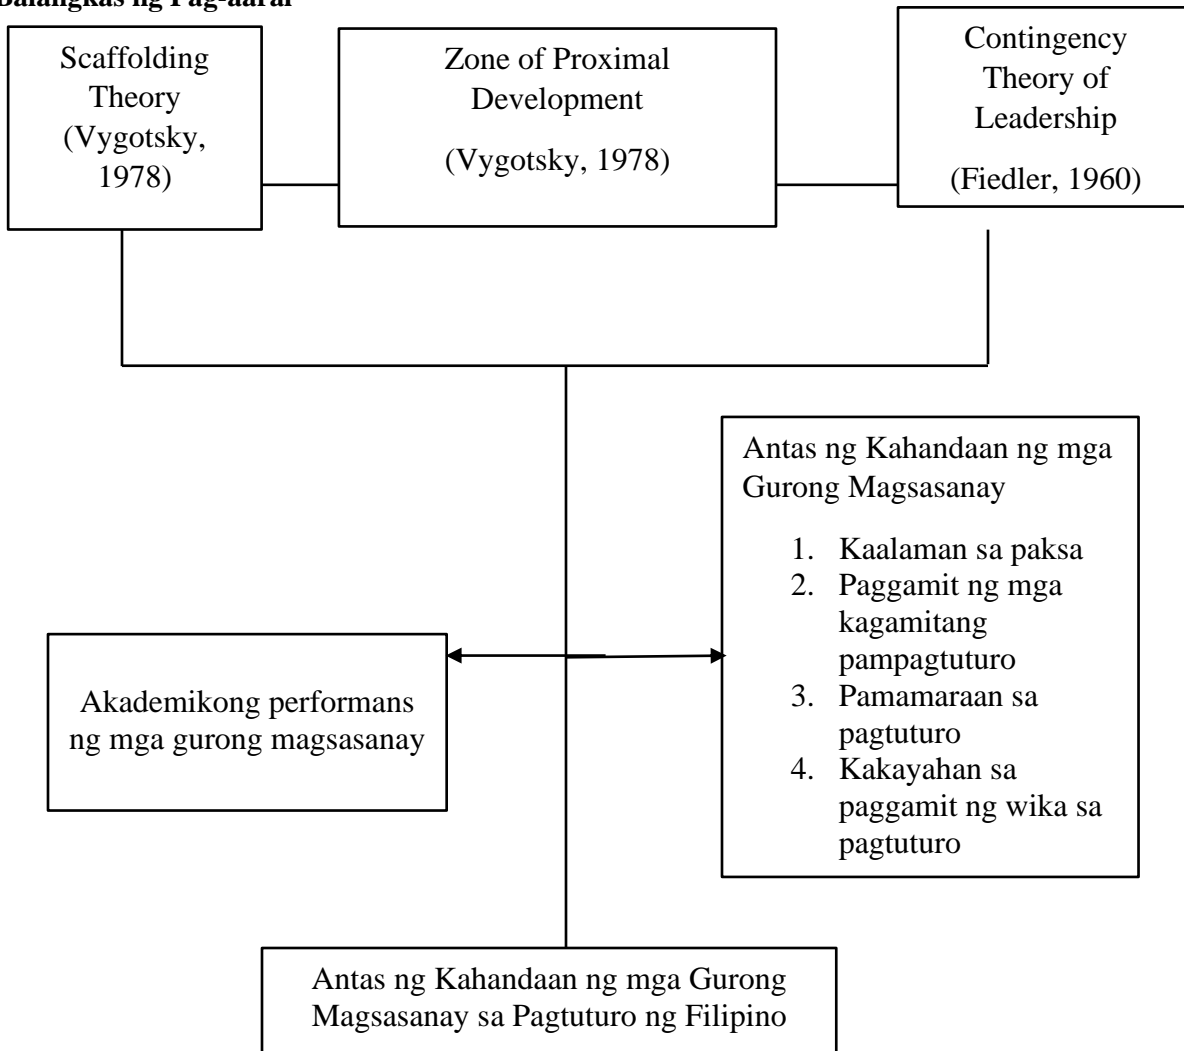 Balangkas ng Pag-aaral
Scaffolding
Theory
(Vygotsky,
1978)
Zone of Proximal
Development
(Vygotsky, 1978)
Contingency
Theory of
Leadership
(Fiedler, 1960)
Antas ng Kahandaan ng mga
Gurong Magsasanay
1. Kaalaman sa paksa
2. Paggamit ng mga
kagamitang
pampagtuturo
3. Pamamaraan sa
pagtuturo
4. Kakayahan sa
paggamit ng wika sa
pagtuturo
Akademikong performans
ng mga gurong magsasanay
Antas ng Kahandaan ng mga Gurong
Magsasanay sa Pagtuturo ng Filipino